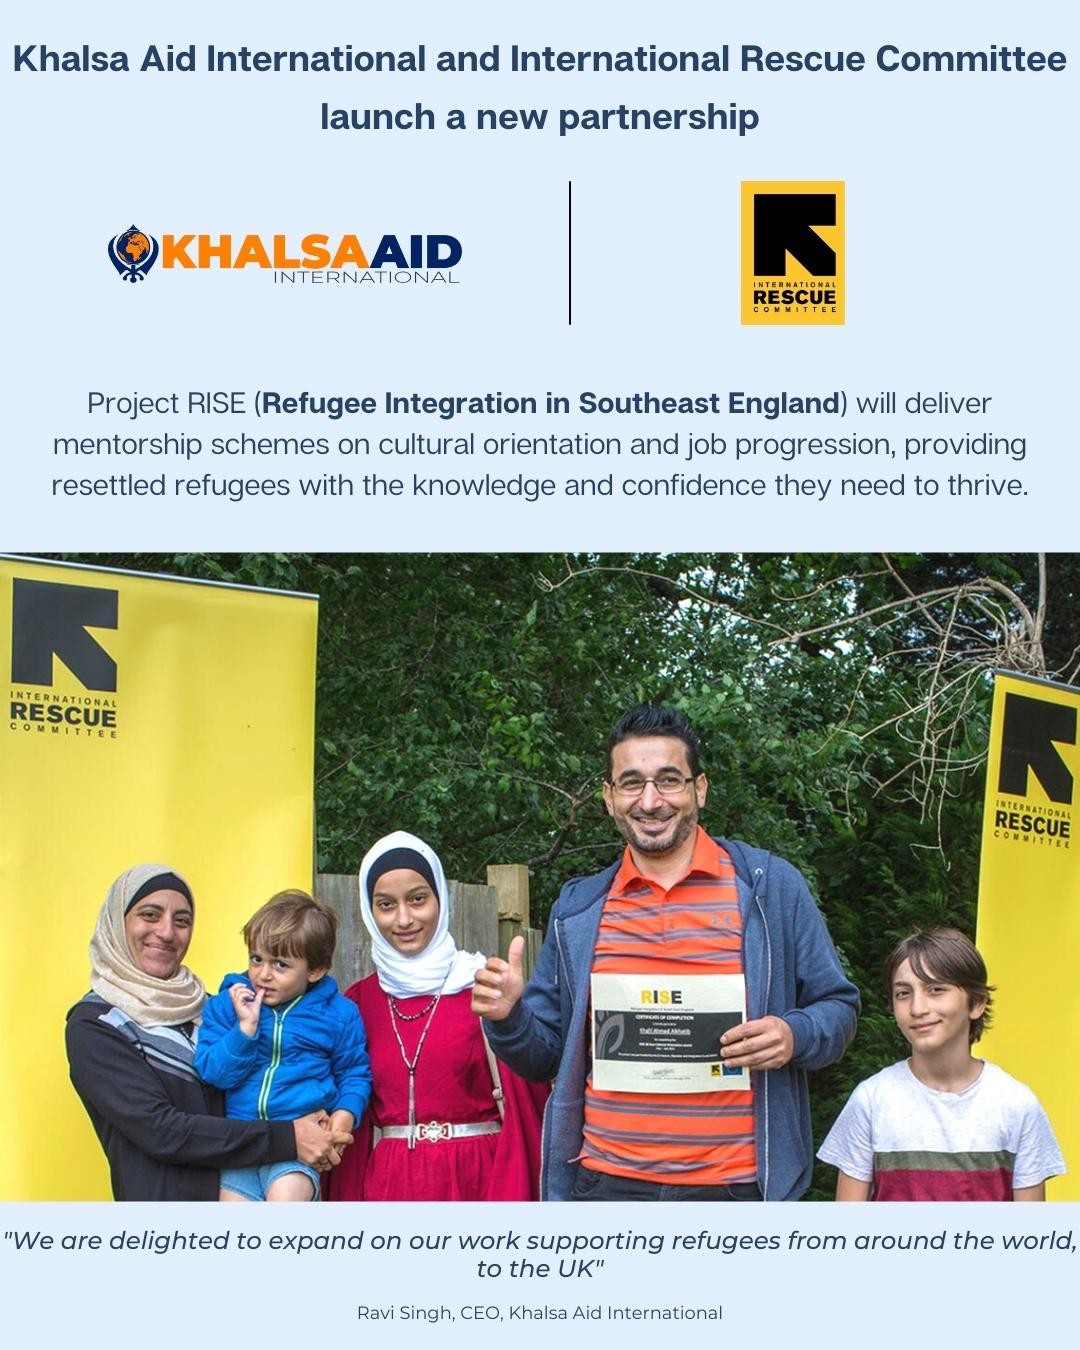 Khalsa Aid International and International Rescue Committee
launch a new partnership
KHALSAAID
INTERNATIONAL
INTERNATIONAL
RESCUE
COMMITTEE
Project RISE (Refugee Integration in Southeast England) will deliver
mentorship schemes on cultural orientation and job progression, providing
resettled refugees with the knowledge and confidence they need to thrive.
INTERNATIONAL
RESCUE
COMMITTEE
INTERNATIONAL
RESCUE
COMMITTEE
RISE
CERTIFICATE OF COMPLETION
"We are delighted to expand on our work supporting refugees from around the world,
to the UK"
Ravi Singh, CEO, Khalsa Aid International